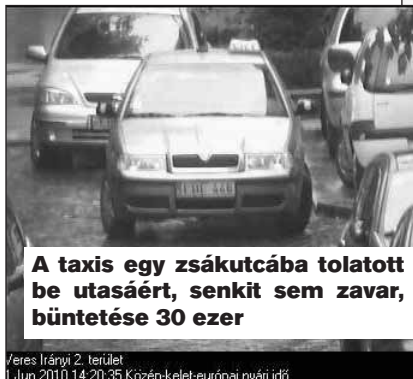 A taxis egy zsákutcába tolatott
be utasáért, senkit sem zavar,
büntetése 30 ezer
Veres Irányi 2. terület
1 Jun 2010 14:20:35 Közép-kelet-európai nyári idő